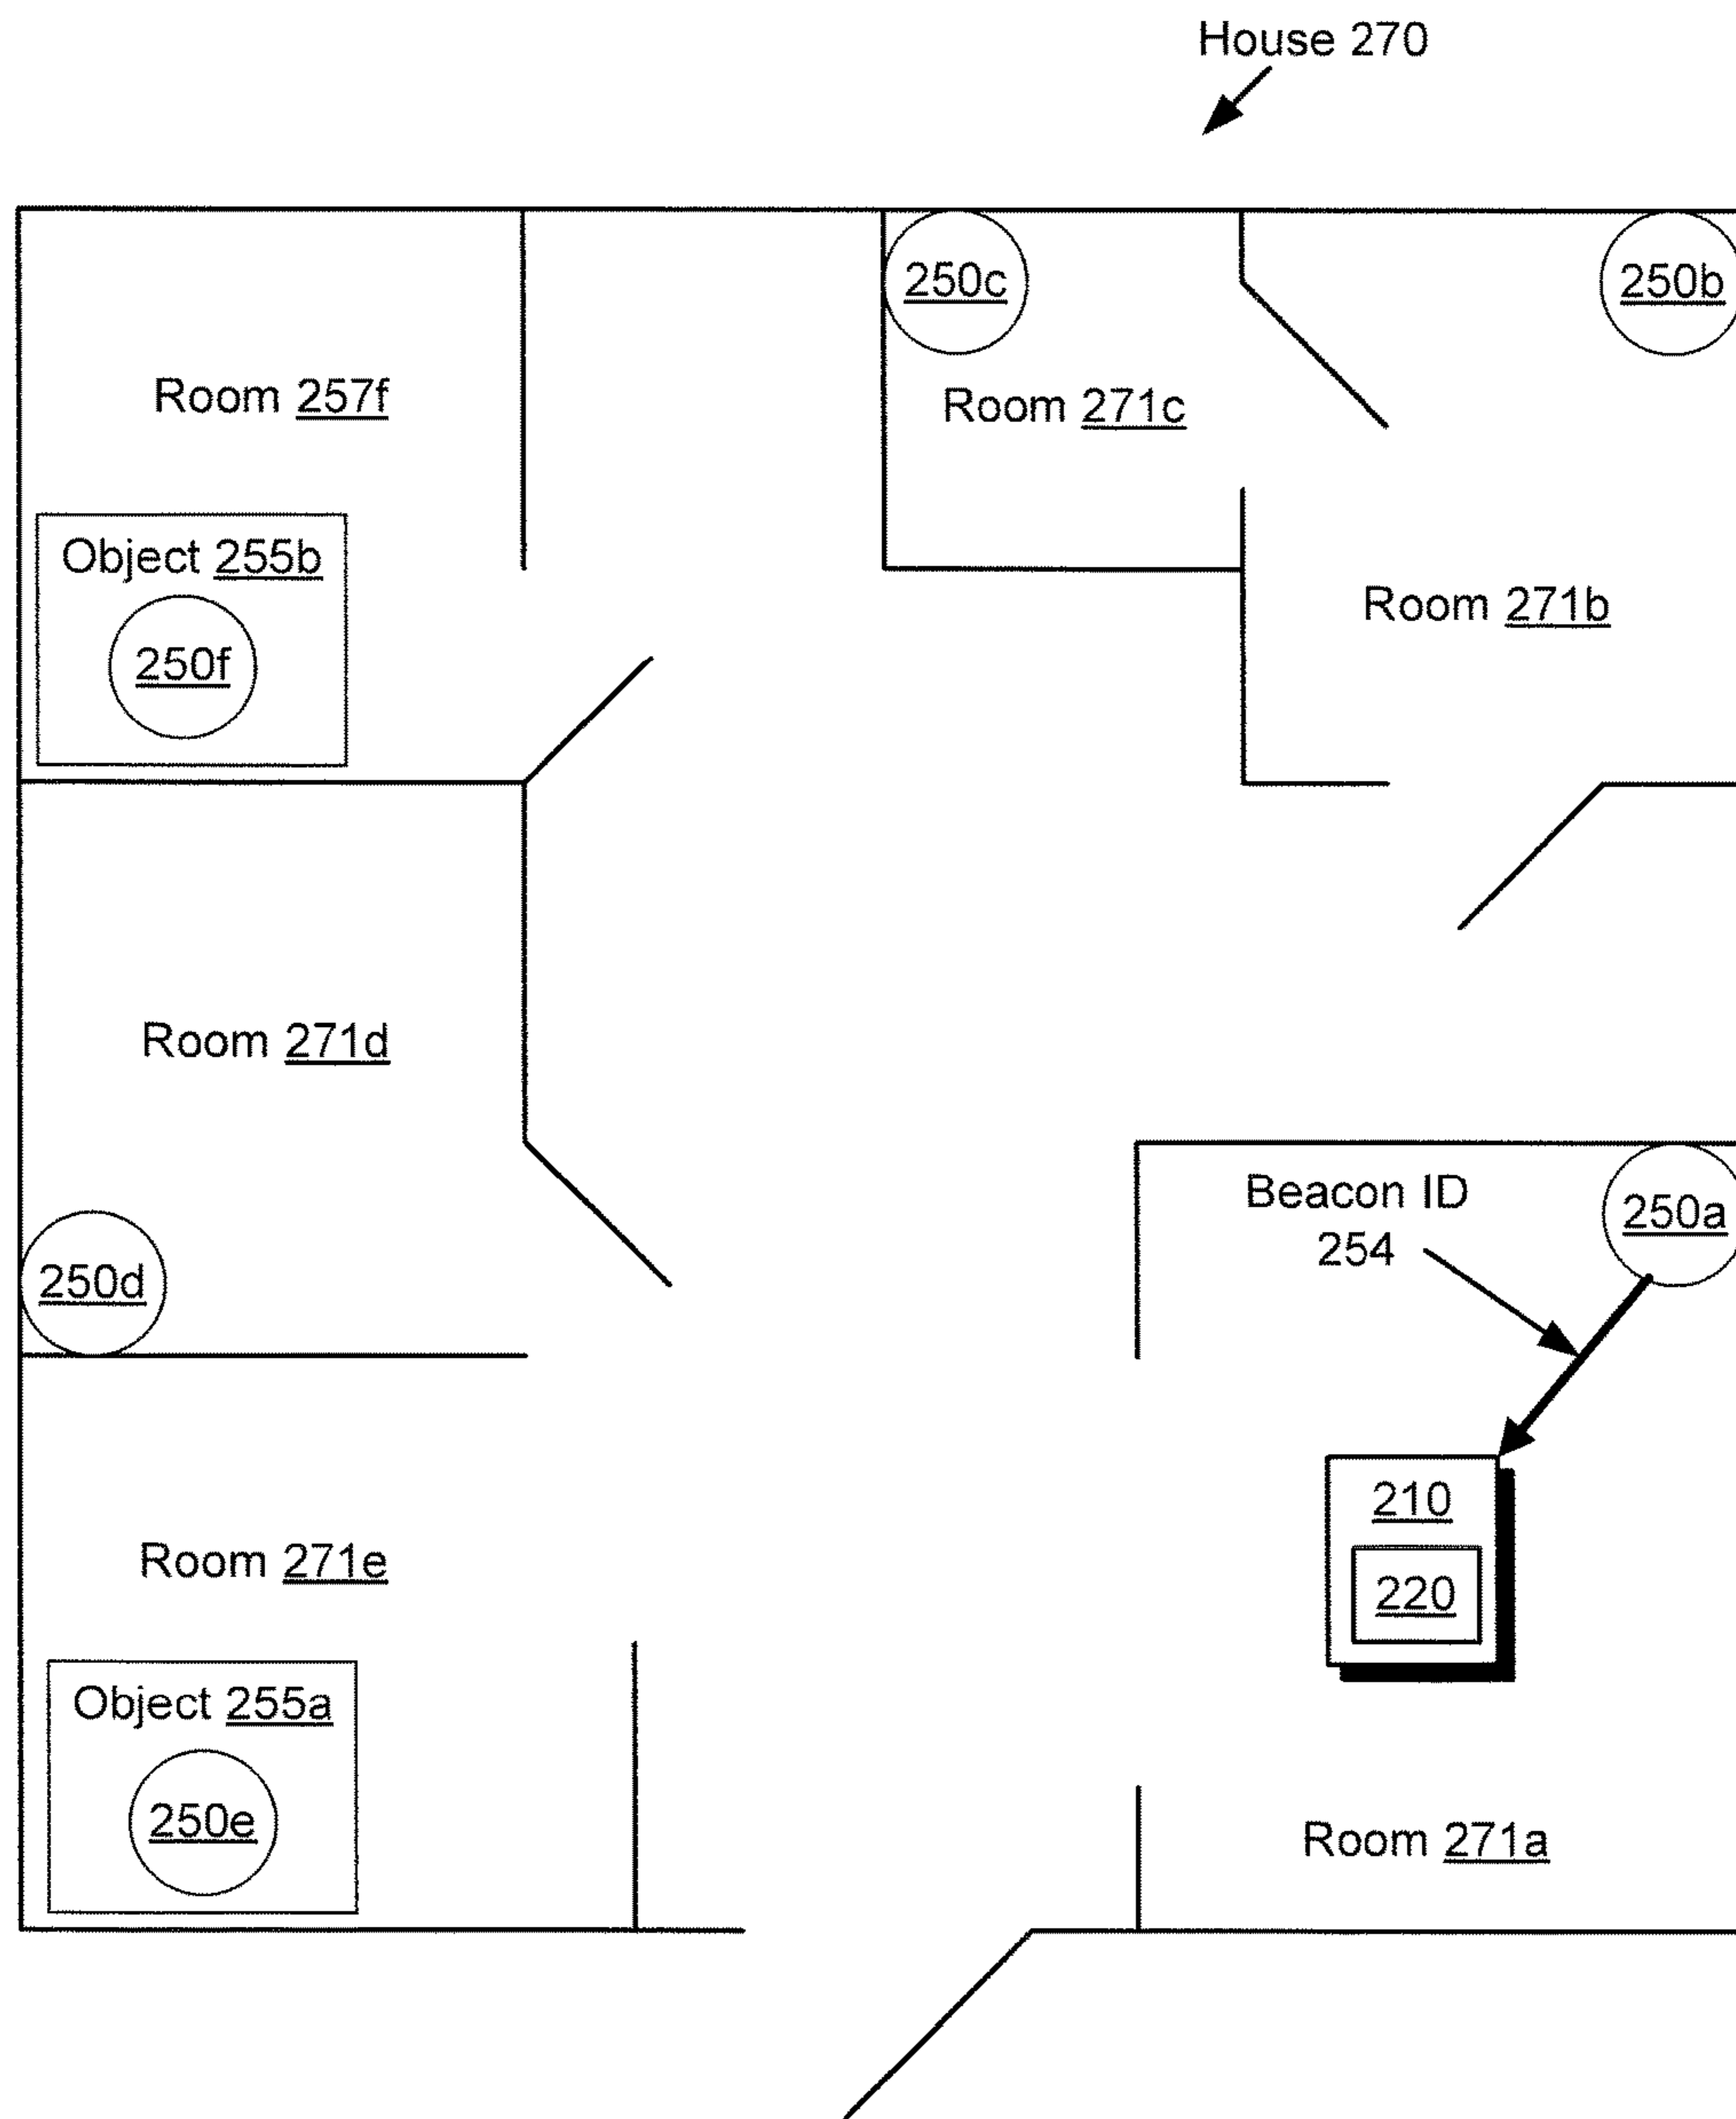 House 270
250c
250b
Room 257f
Room 271c
Object 255b
250f
Room 271b
Room 271d
Beacon ID
254
250a
250d
210
220
Room 271e
Object 255a
250e
Room 271a